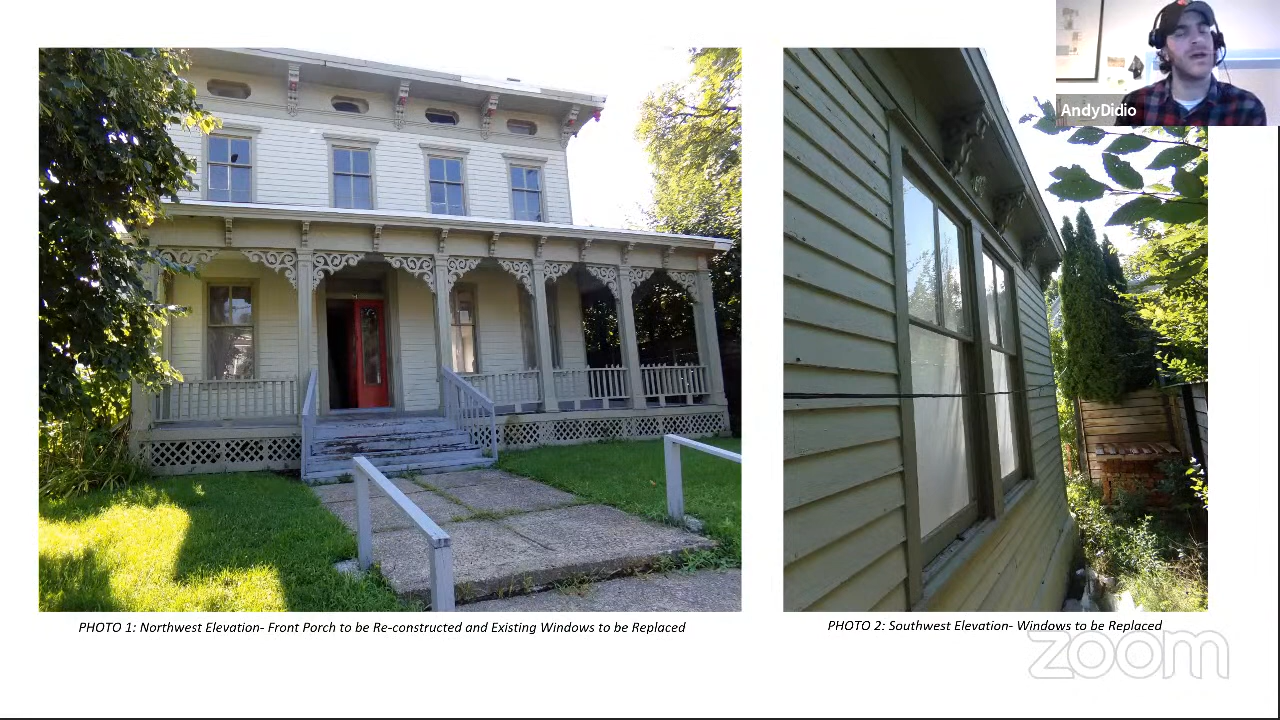 AndyDidio
PHOTO 1: Northwest Elevation- Front Porch to be Re-constructed and Existing Windows to be Replaced
PHOTO 2: Southwest Elevation- Windows to be Replaced
zoom